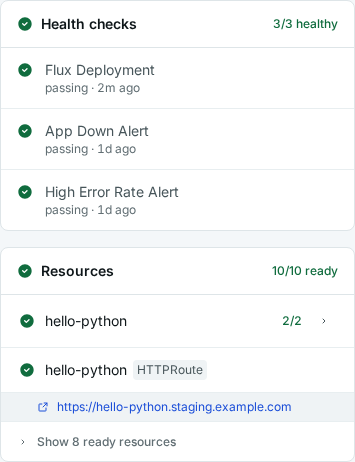 Health checks 3/3 healthy
Flux Deployment
passing · 2m ago
App Down Alert
passing · 1d ago
High Error Rate Alert
passing · 1d ago
Resources 10/10 ready
hello-python 2/2
hello-python HTTPRoute
https://hello-python.staging.example.com
Show 8 ready resources